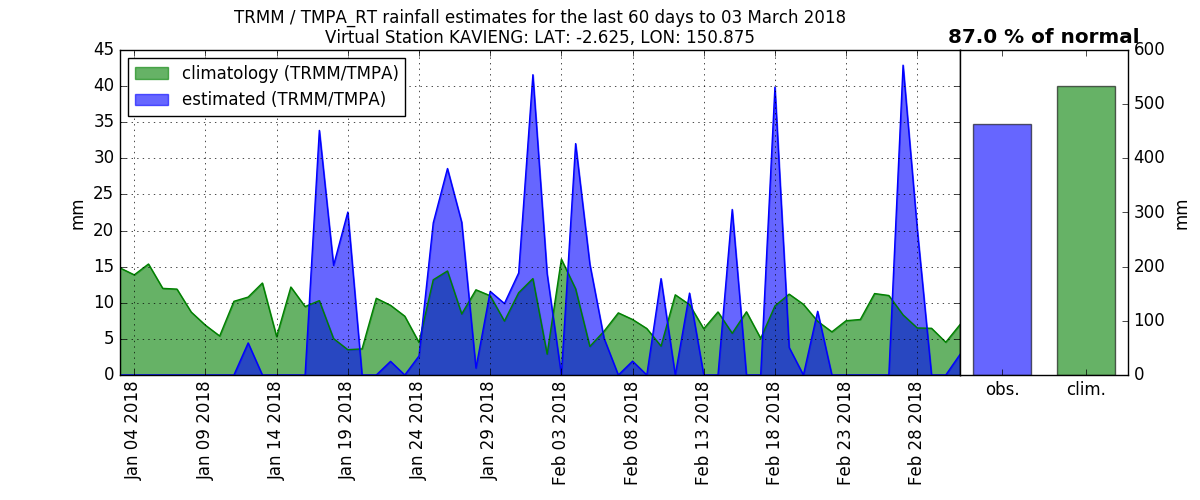 TRMM / TMPA_RT rainfall estimates for the last 60 days to 03 March 2018
Virtual Station KAVIENG: LAT: -2.625, LON: 150.875
87.0 % of normal
climatology (TRMM/TMPA)
estimated (TRMM/TMPA)
mm
45
40
35
30
25
20
15
10
5
0
Jan 04 2018
Jan 09 2018
Jan 14 2018
Jan 19 2018
Jan 24 2018
Jan 29 2018
Feb 03 2018
Feb 08 2018
Feb 13 2018
Feb 18 2018
Feb 23 2018
Feb 28 2018
obs.
clim.
600
500
400
300
200
100
0
mm